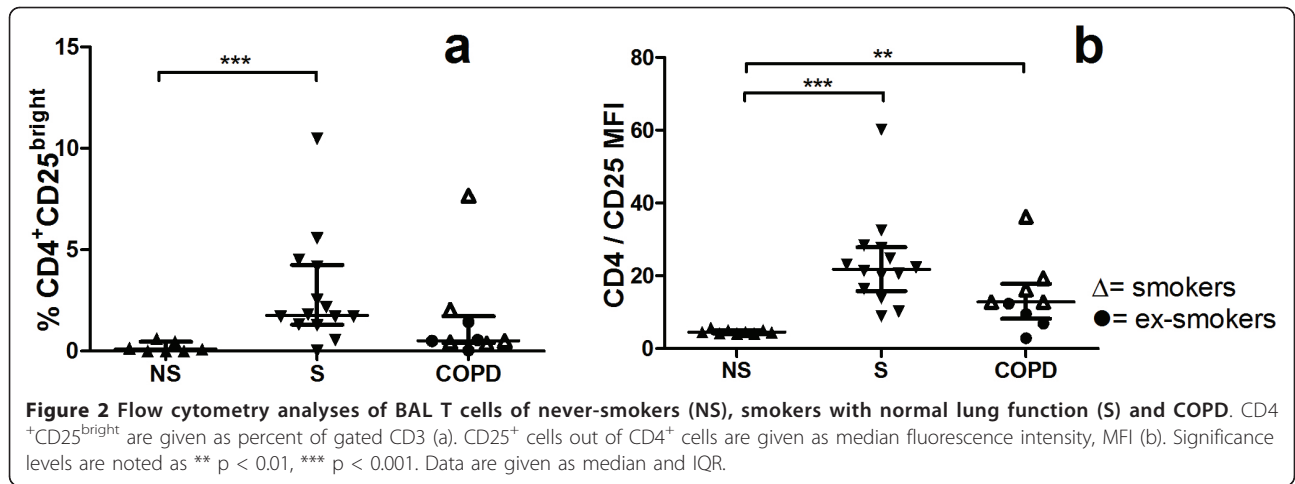 a
***
% CD4+CD25bright
15
10
5
0
NS S COPD
b
**
***
CD4 / CD25 MFI
80
60
40
20
0
NS S COPD
Δ= smokers
●= ex-smokers
Figure 2 Flow cytometry analyses of BAL T cells of never-smokers (NS), smokers with normal lung function (S) and COPD. CD4
+CD25bright are given as percent of gated CD3 (a). CD25+ cells out of CD4+ cells are given as median fluorescence intensity, MFI (b). Significance
levels are noted as ** p < 0.01, *** p < 0.001. Data are given as median and IQR.